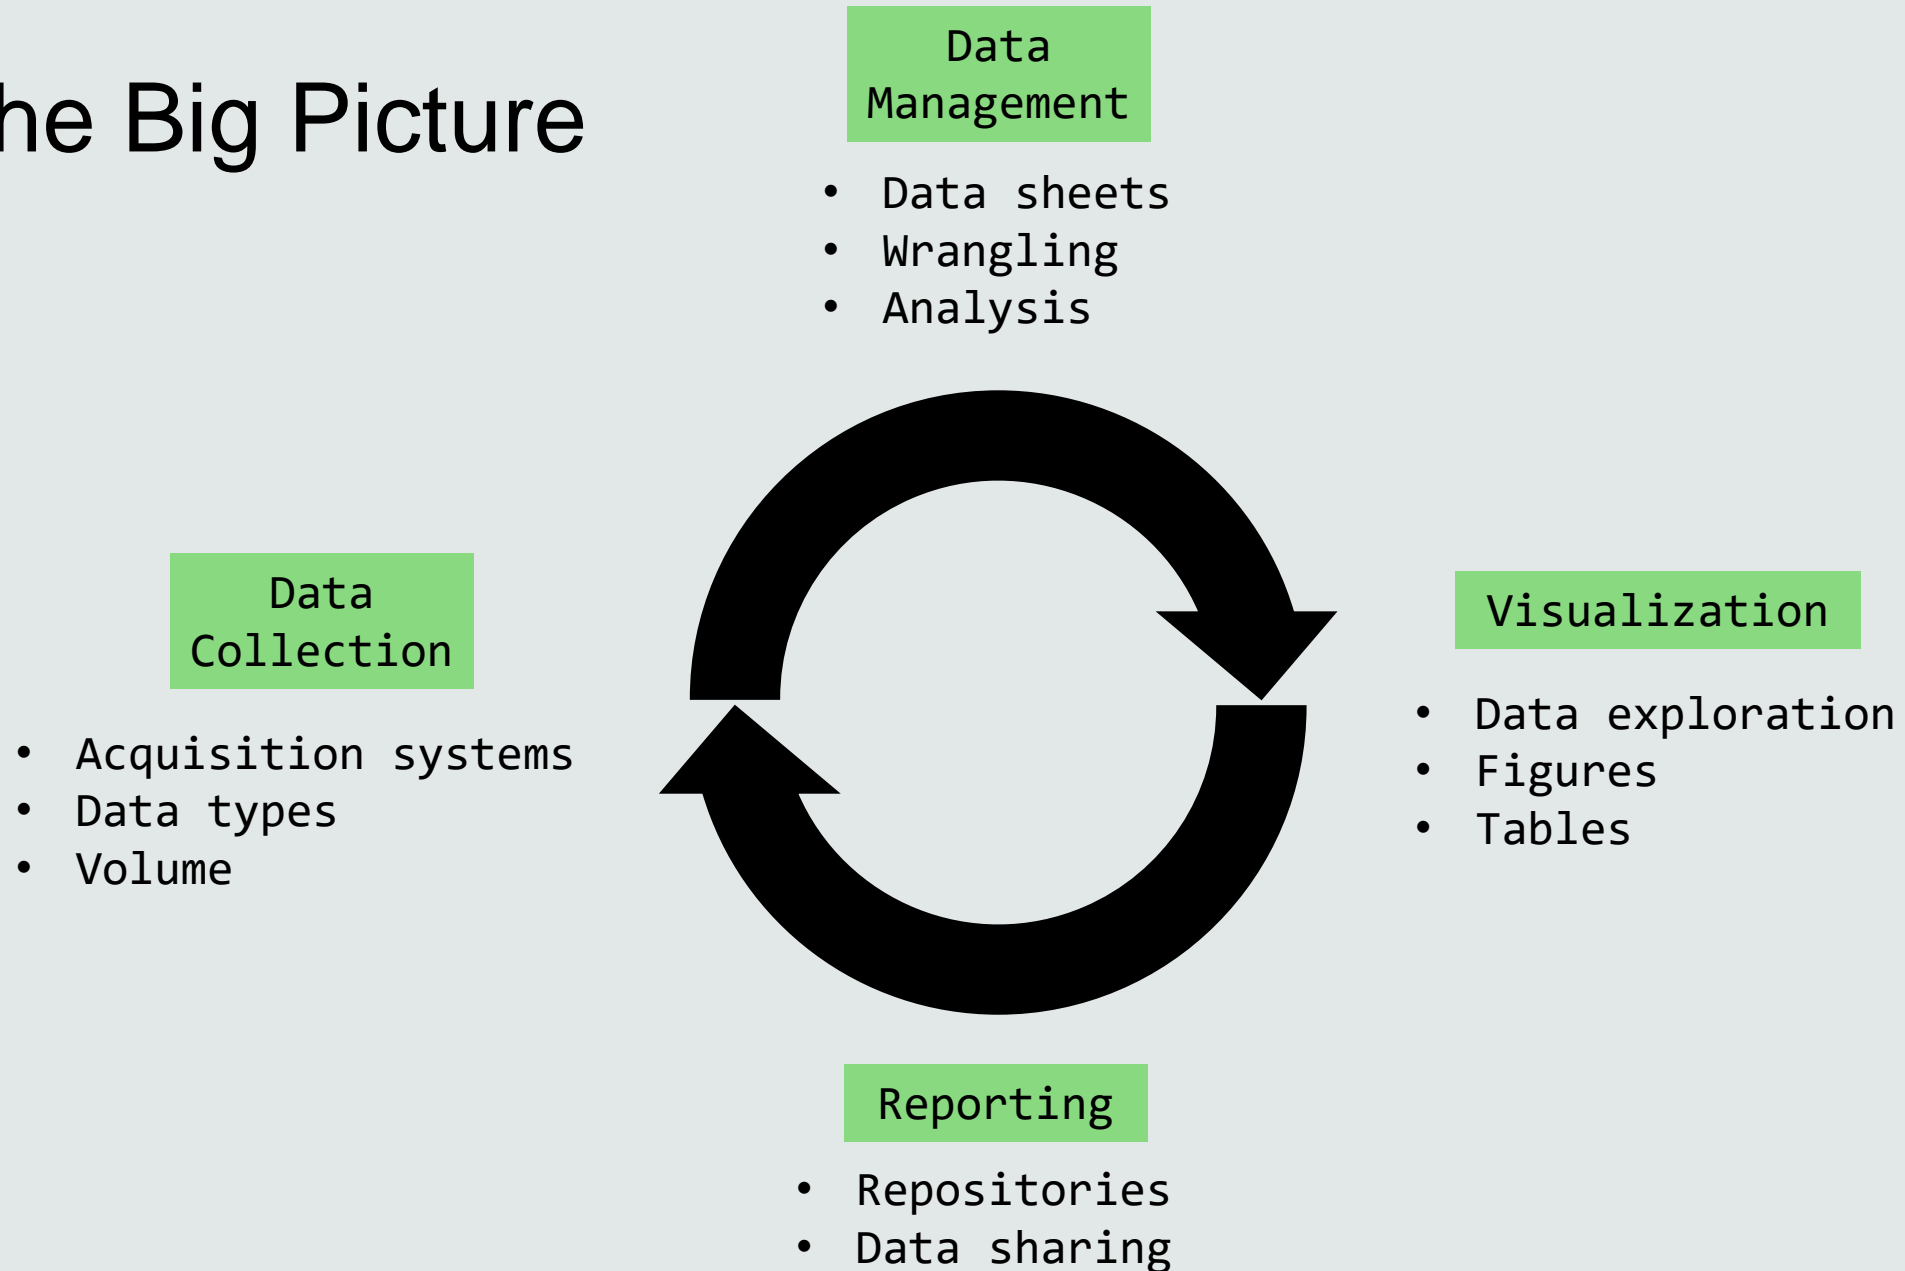 he Big Picture
Data
Management
• Data sheets
• Wrangling
• Analysis
Data
Collection
• Acquisition systems
• Data types
• Volume
Visualization
• Data exploration
• Figures
• Tables
Reporting
• Repositories
• Data sharing